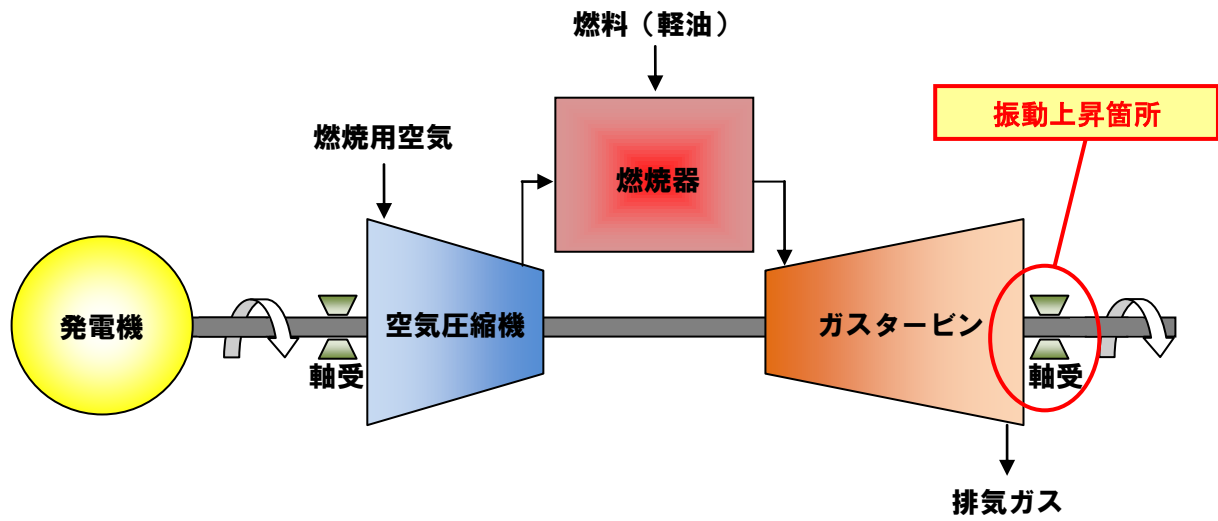 燃料（軽油）
振動上昇箇所
燃焼用空気
燃焼器
発電機
空気圧縮機
ガスタービン
軸受
軸受
排気ガス